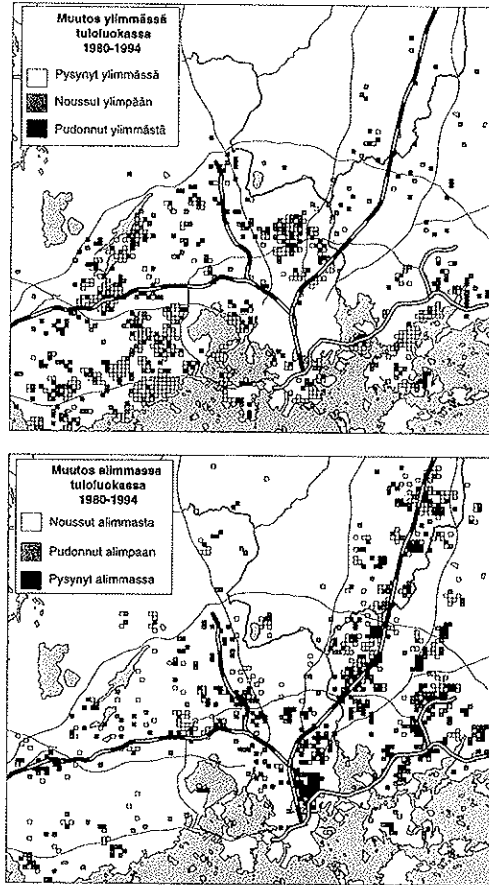 Muutos ylimmässä
tuloluokassa
1980-1994
Pysynyt ylimmässä
Noussut ylimpään
Pudonnut ylimmästä
Muutos alimmassa
tuloluokassa
1980-1994
Noussut alimmasta
Pudonnut alimpaan
Pysynyt alimmassa